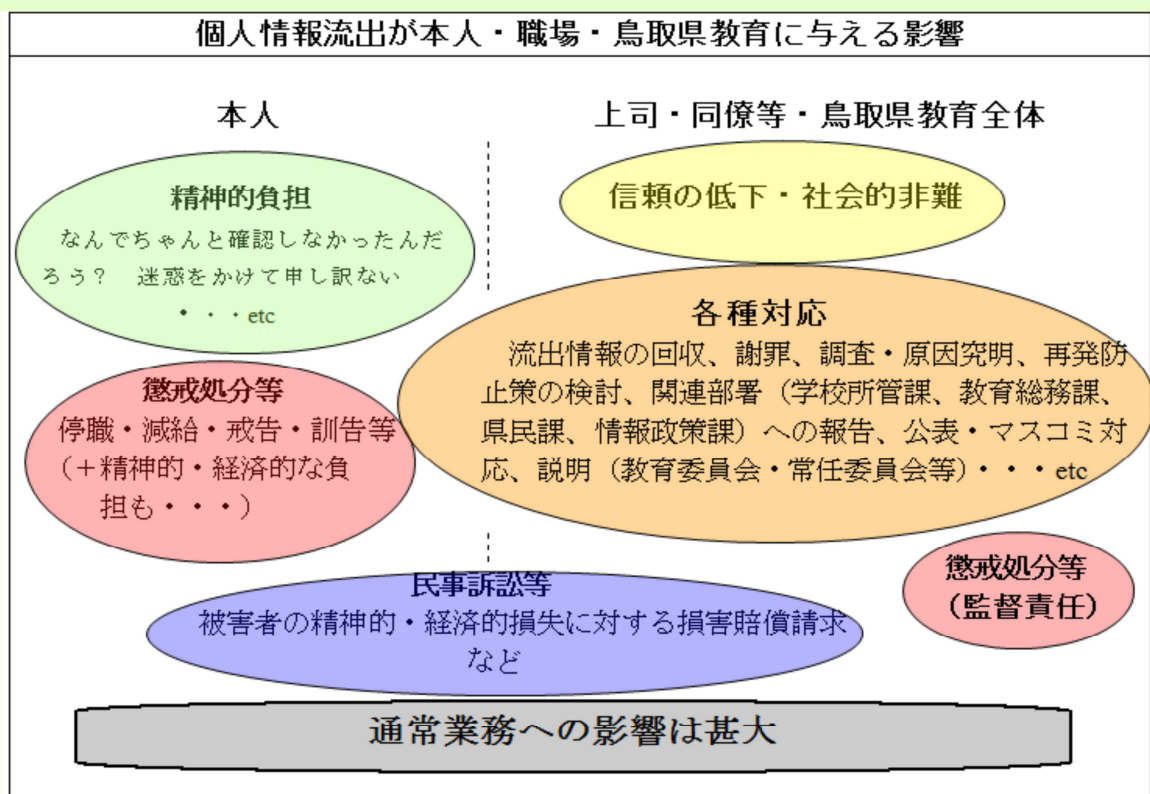 個人情報流出が本人・職場・鳥取県教育に与える影響
本人
精神的負担
なんでちゃんと確認しなかったんだ
ろう?　迷惑をかけて申し訳ない
・・・etc
懲戒処分等
停職・減給・戒告・訓告等
(+精神的・経済的な負
担も・・・)
上司・同僚等・鳥取県教育全体
信頼の低下・社会的非難
各種対応
流出情報の回収、謝罪、調査・原因究明、再発防
止策の検討、関連部署(学校所管課、教育総務課、
県民課、情報政策課)への報告、公表・マスコミ対
応、説明(教育委員会・常任委員会等)・・・etc
懲戒処分等
(監督責任)
民事訴訟等
被害者の精神的・経済的損失に対する損害賠償請求
など
通常業務への影響は甚大